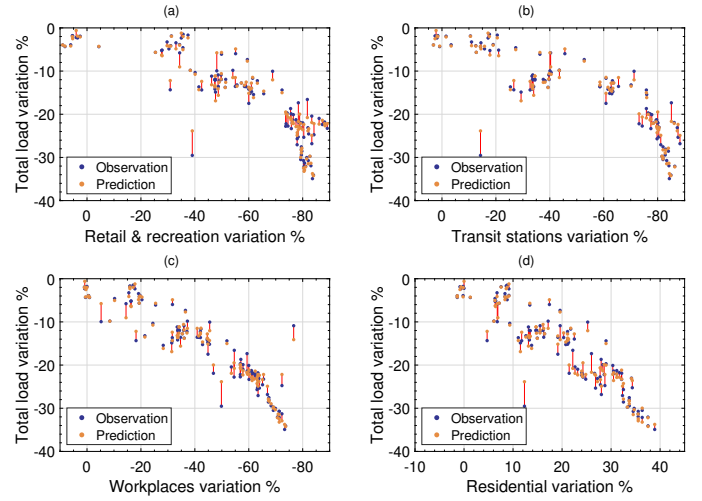 (a)
Total load variation %
0
-10
-20
-30
-40
0 -20 -40 -60 -80
Retail & recreation variation %
Observation
Prediction
(b)
Total load variation %
0
-10
-20
-30
-40
0 -20 -40 -60 -80
Transit stations variation %
Observation
Prediction
(c)
Total load variation %
0
-10
-20
-30
-40
0 -20 -40 -60 -80
Workplaces variation %
Observation
Prediction
(d)
Total load variation %
0
-10
-20
-30
-40
-10 0 10 20 30 40
Residential variation %
Observation
Prediction